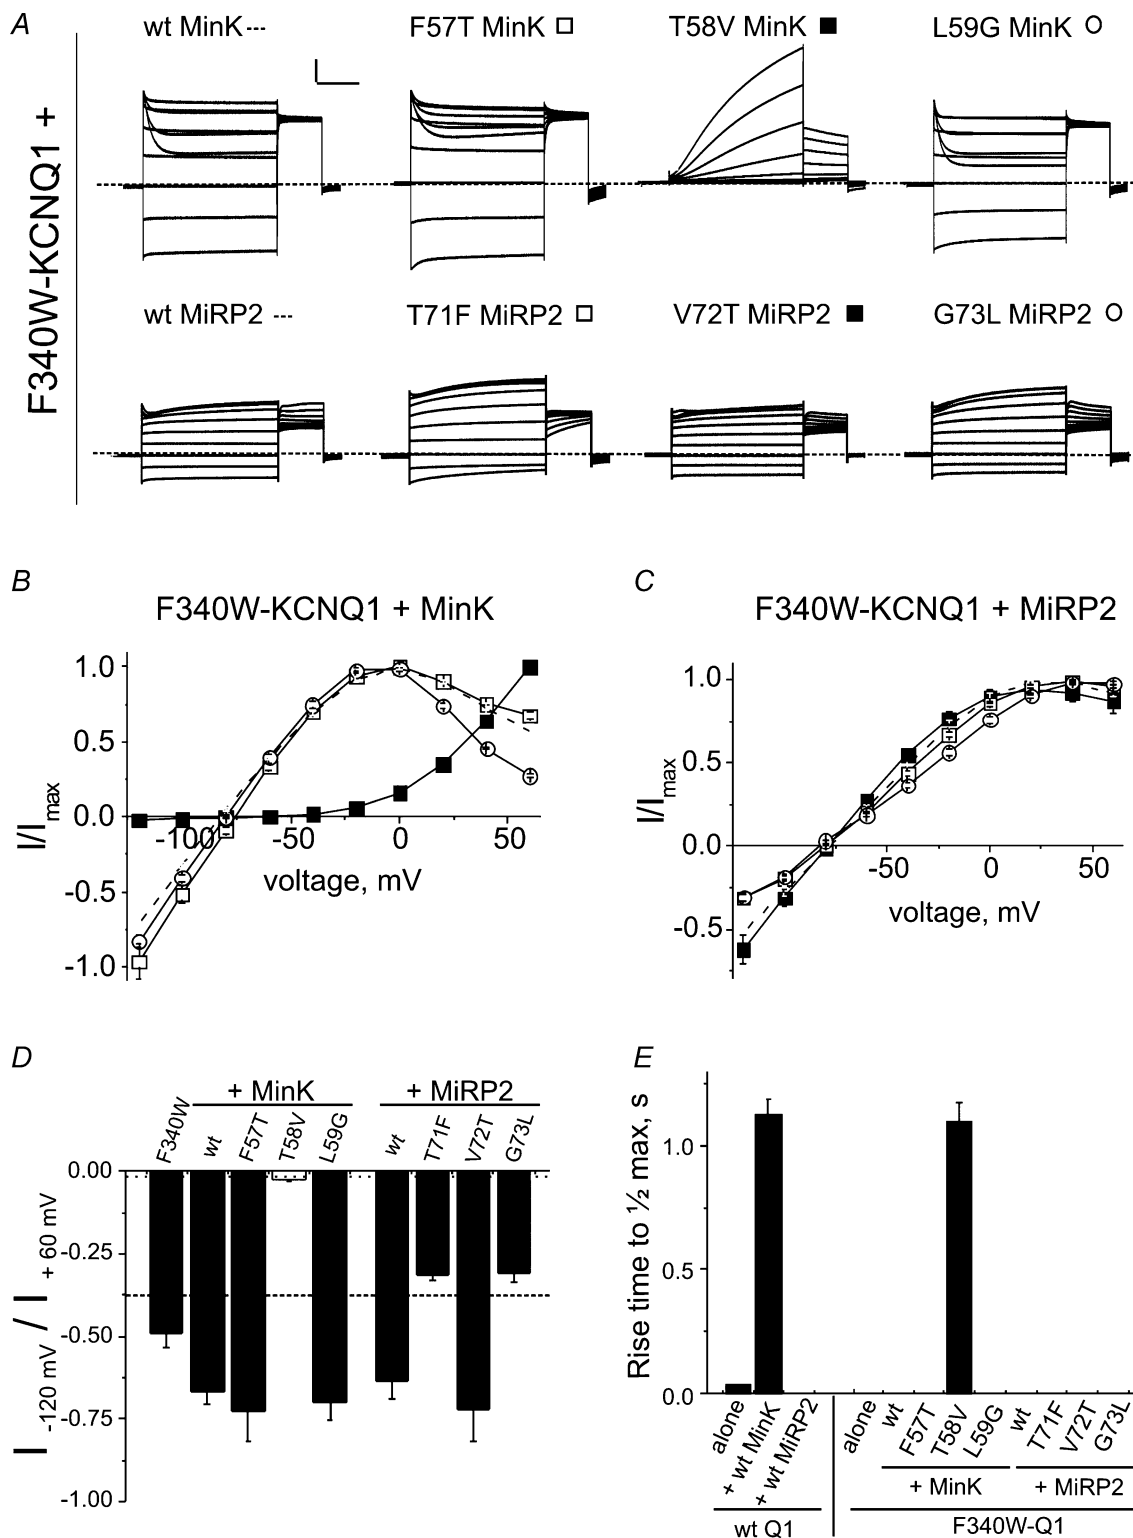 A
F340W-KCNQ1 +
wt MinK --- F57T MinK □ T58V MinK ■ L59G MinK ○
wt MiRP2 --- T71F MiRP2 □ V72T MiRP2 ■ G73L MiRP2 ○
B
F340W-KCNQ1 + MinK
1.0
0.5
0.0
-0.5
-1.0
I/Imax
-100 -50 0 50
voltage, mV
C
F340W-KCNQ1 + MiRP2
1.0
0.5
0.0
-0.5
I/Imax
-50 0 50
voltage, mV
D
+ MinK + MiRP2
F340W wt F57T T58V L59G wt T71F V72T G73L
0.00
-0.25
-0.50
-0.75
-1.00
I -120 mV / I + 60 mV
E
Rise time to ½ max, s
1.0
0.5
0.0
alone + wt MinK + wt MiRP2 alone wt F57T T58V L59G wt T71F V72T G73L
+ MinK + MiRP2
wt Q1 F340W-Q1